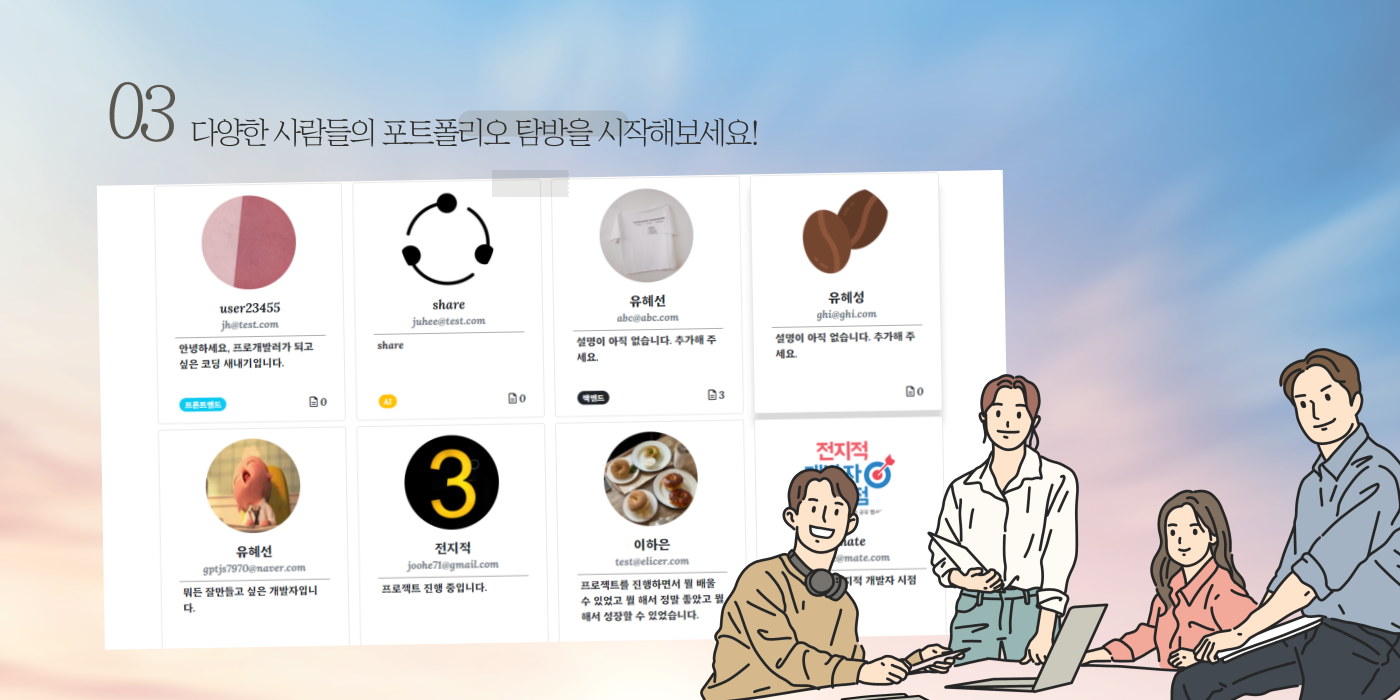 03 다양한 사람들의 포트폴리오 탐방을 시작해보세요!
user23455
jh@test.com
안녕하세요, 프로개발러가 되고
싶은 코딩 새내기입니다.
프론트엔드
0
share
juhee@test.com
share
AI
0
유혜선
abc@abc.com
설명이 아직 없습니다. 추가해 주
세요.
백엔드
3
유혜성
ghi@ghi.com
설명이 아직 없습니다. 추가해 주
세요.
0
유혜선
gptjs7970@naver.com
뭐든 잘만들고 싶은 개발자입니
다.
3
전지적
joohe71@gmail.com
프로젝트 진행 중입니다.
이하은
test@elicer.com
프로젝트를 진행하면서 뭘 배울
수 있었고 뭘 해서 정말 좋았고 뭘
해서 성장할 수 있었습니다.
전지적
자
점
mate
@mate.com
지적 개발자 시점